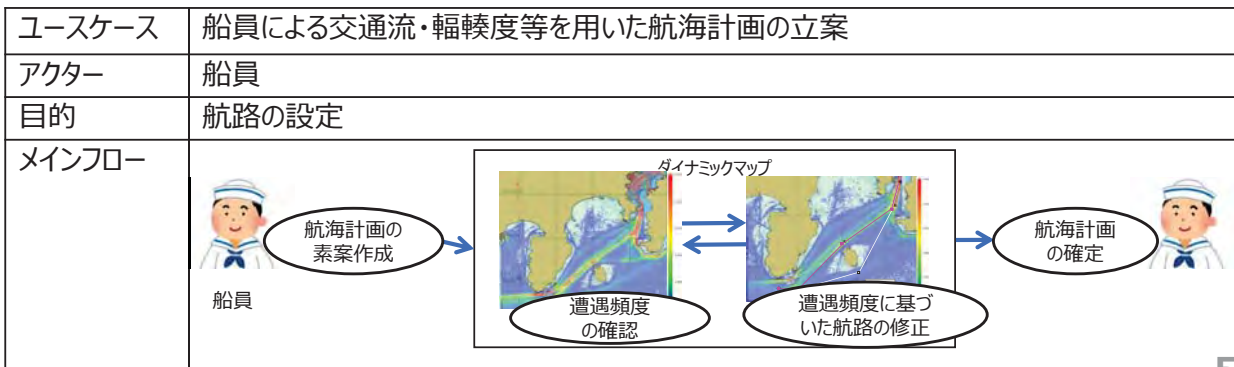 ユースケース
船員による交通流・輻輳度等を用いた航海計画の立案
アクター
船員
目的
航路の設定
メインフロー
ダイナミックマップ
航海計画の
素案作成
船員
遭遇頻度
の確認
遭遇頻度に基づ
いた航路の修正
航海計画
の確定